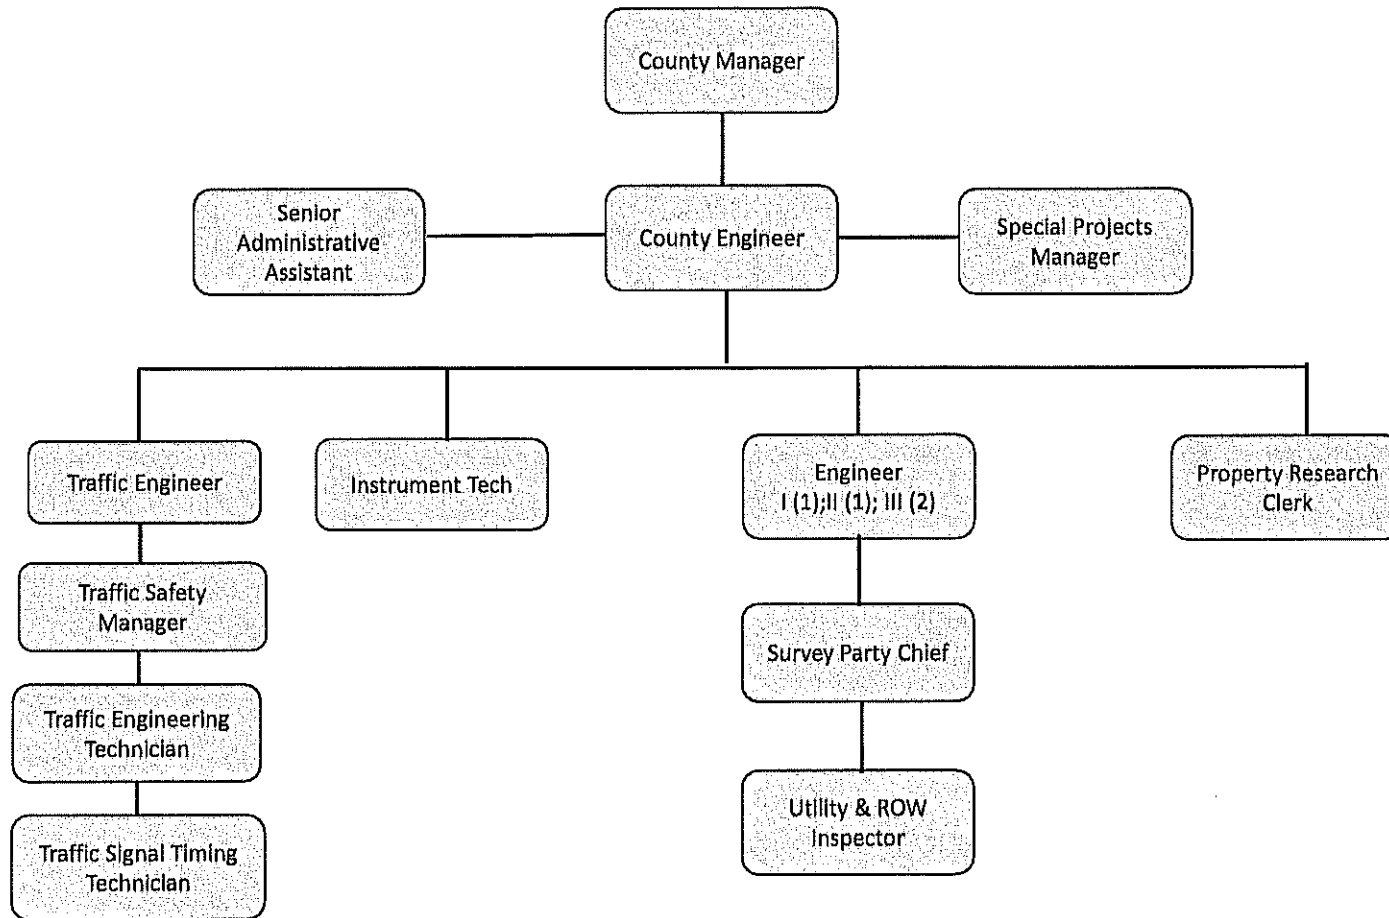 County Manager
Senior
Administrative
Assistant
County Engineer
Special Projects
Manager
Traffic Engineer
Instrument Tech
Engineer
I (1);II (1); III (2)
Property Research
Clerk
Traffic Safety
Manager
Survey Party Chief
Traffic Engineering
Technician
Utility & ROW
Inspector
Traffic Signal Timing
Technician